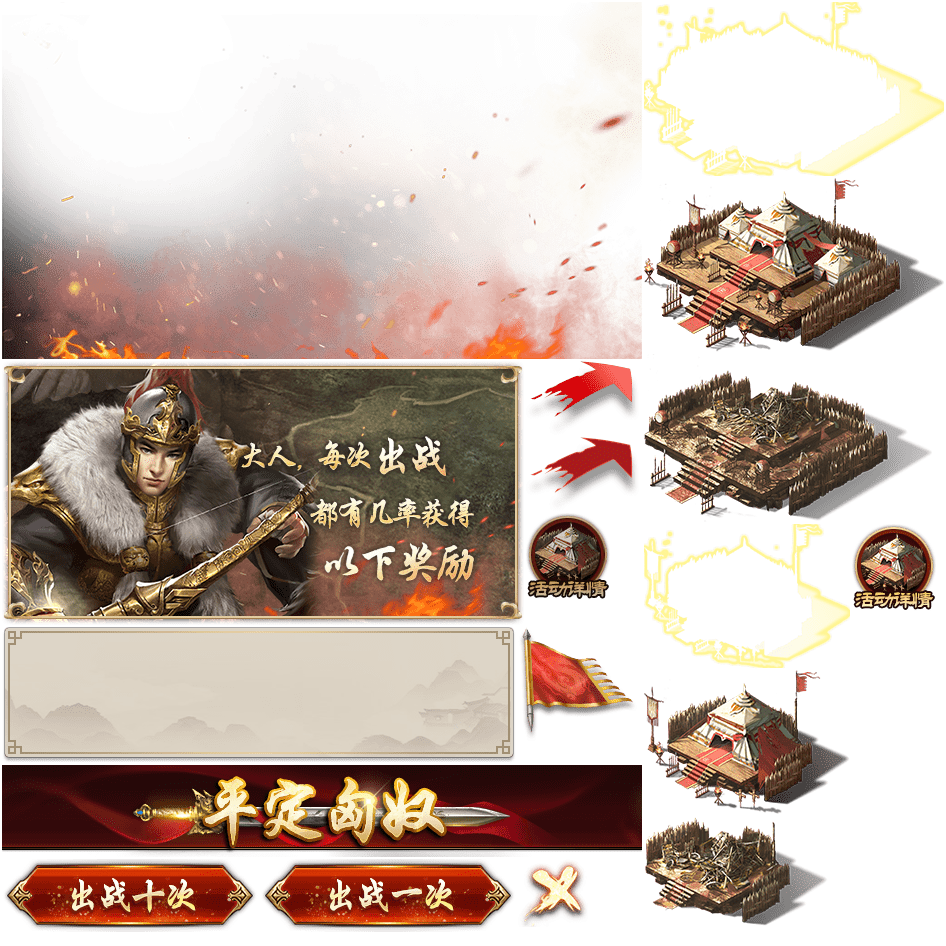 大人，每次出战
都有几率获得
以下奖励
活动详情
活动详情
平定匈奴
出战十次
出战一次